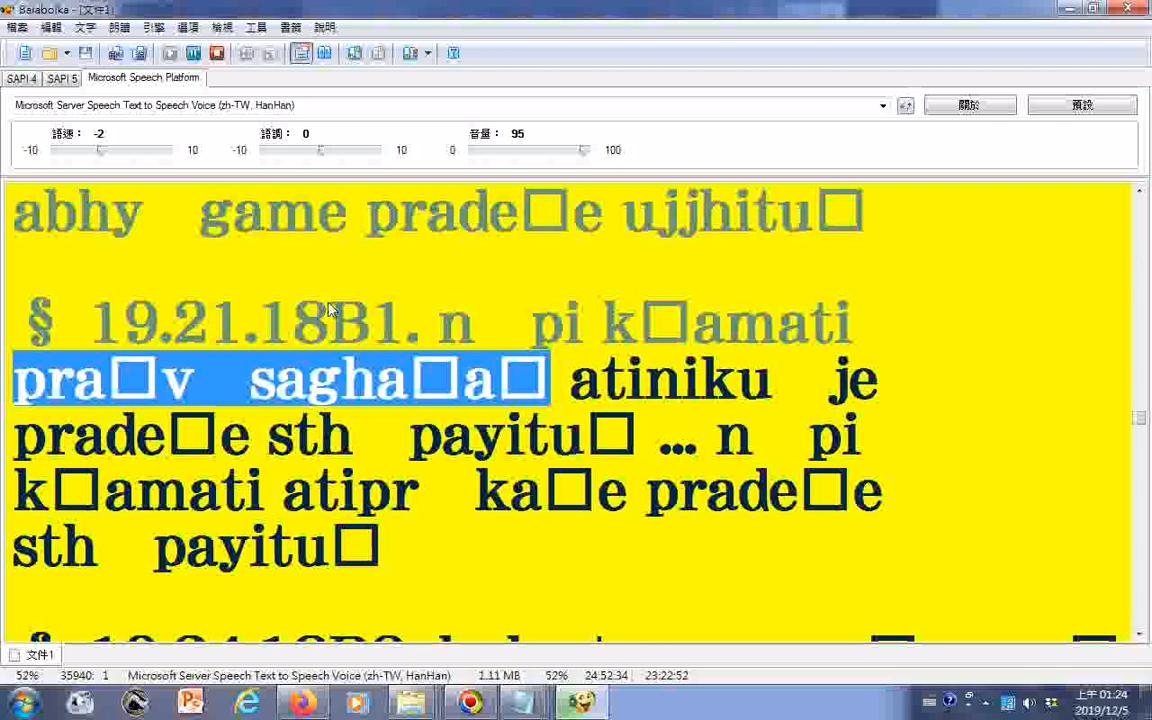 Balabolka - [文件1]
檔案 編輯 文字 朗讀 引擎 選項 檢視 工具 書籤 說明
SAPI 4 SAPI 5 Microsoft Speech Platform
Microsoft Server Speech Text to Speech Voice (zh-TW, HanHan) 關於 預設
語速： -2 語調： 0 音量： 95
-10 10 -10 10 0 100
abhy game prade□e ujjhitu□
§ 19.21.18B1. n pi k□amati
pra□v sagha□a□ atiniku je
prade□e sth payitu□ ... n pi
k□amati atipr ka□e prade□e
sth payitu□
文件1
52% 35940: 1 Microsoft Server Speech Text to Speech Voice (zh-TW, HanHan) 1.11 MB 52% 24:52:34 23:22:52
上午 01:24
2019/12/5